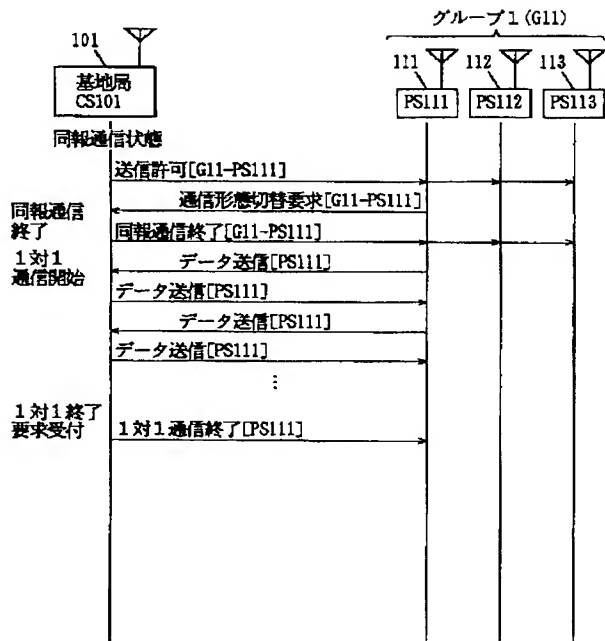 グループ1(G11)
101
111
112
113
基地局
CS101
PS111
PS112
PS113
同報通信状態
送信許可[G11-PS111]
通信形態切替要求[G11-PS111]
同報通信
終了
同報通信終了[G11-PS111]
1対1
通信開始
データ送信[PS111]
データ送信[PS111]
データ送信[PS111]
データ送信[PS111]
⋮
1対1終了
要求受付
1対1通信終了[PS111]